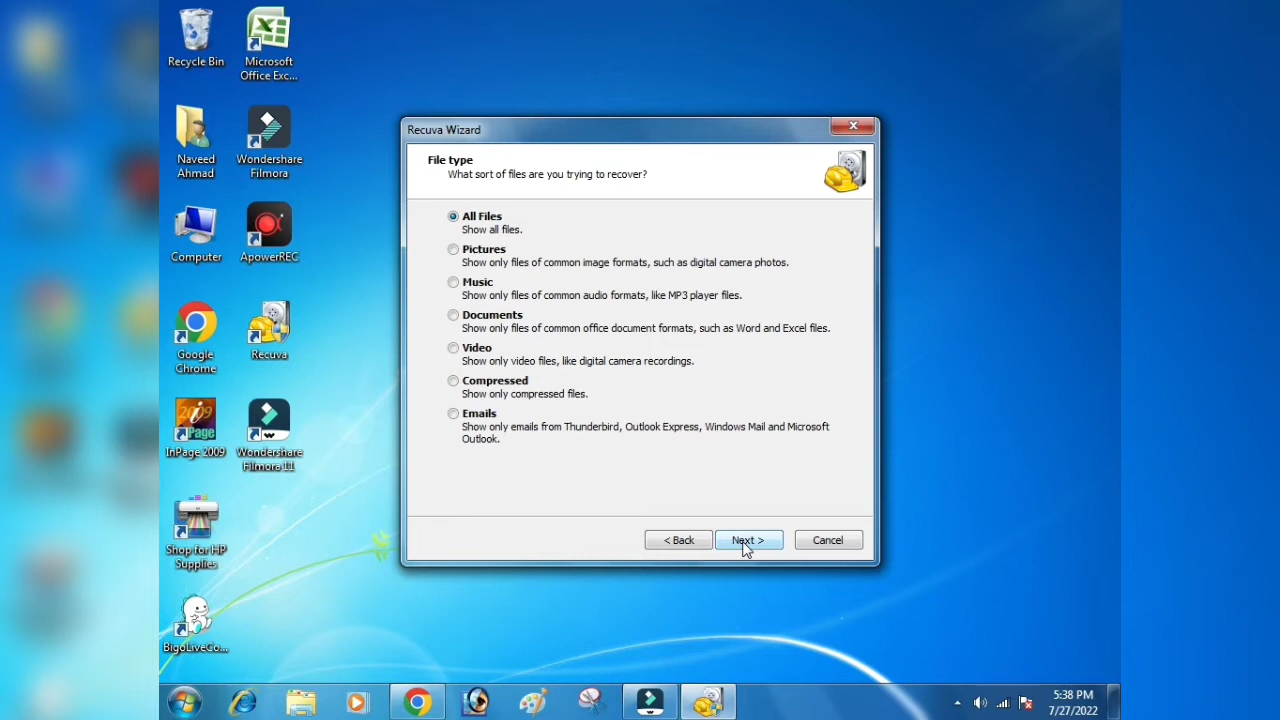 Recycle Bin
Microsoft
Office Exc...
Naveed
Ahmad
Wondershare
Filmora
Computer
ApowerREC
Google
Chrome
Recuva
2009
iPage
InPage 2009
Wondershare
Filmora 11
Shop for HP
Supplies
BigoLiveCo...
Recuva Wizard
File type
What sort of files are you trying to recover?
All Files
Show all files.
Pictures
Show only files of common image formats, such as digital camera photos.
Music
Show only files of common audio formats, like MP3 player files.
Documents
Show only files of common office document formats, such as Word and Excel files.
Video
Show only video files, like digital camera recordings.
Compressed
Show only compressed files.
Emails
Show only emails from Thunderbird, Outlook Express, Windows Mail and Microsoft
Outlook.
< Back
Next >
Cancel
5:38 PM
7/27/2022